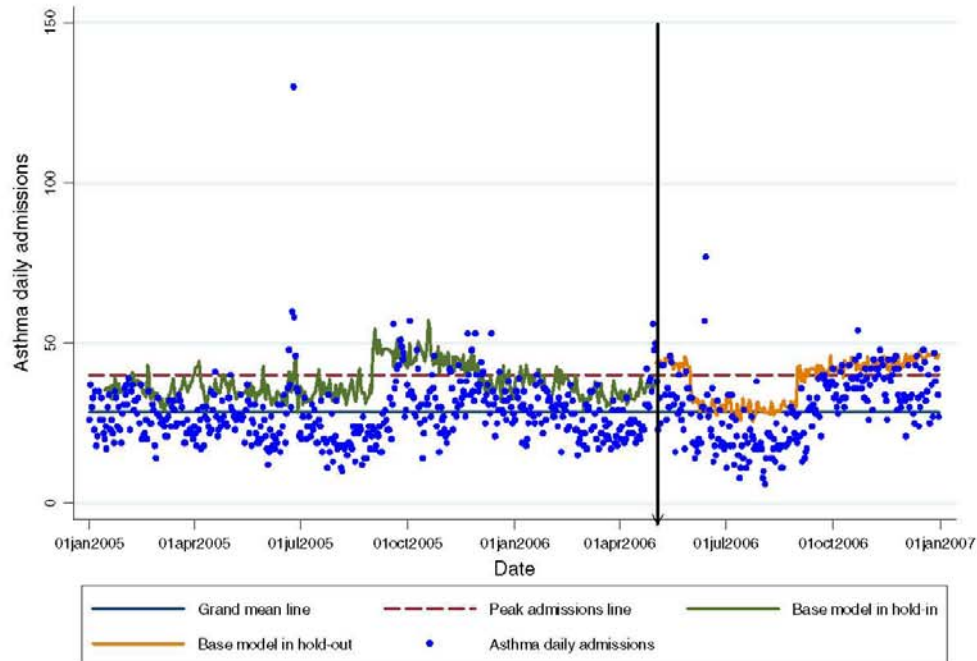 150
100
50
0
Asthma daily admissions
01jan2005 01apr2005 01jul2005 01oct2005 01jan2006 01apr2006 01jul2006 01oct2006 01jan2007
Date
Grand mean line Peak admissions line Base model in hold-in
Base model in hold-out Asthma daily admissions